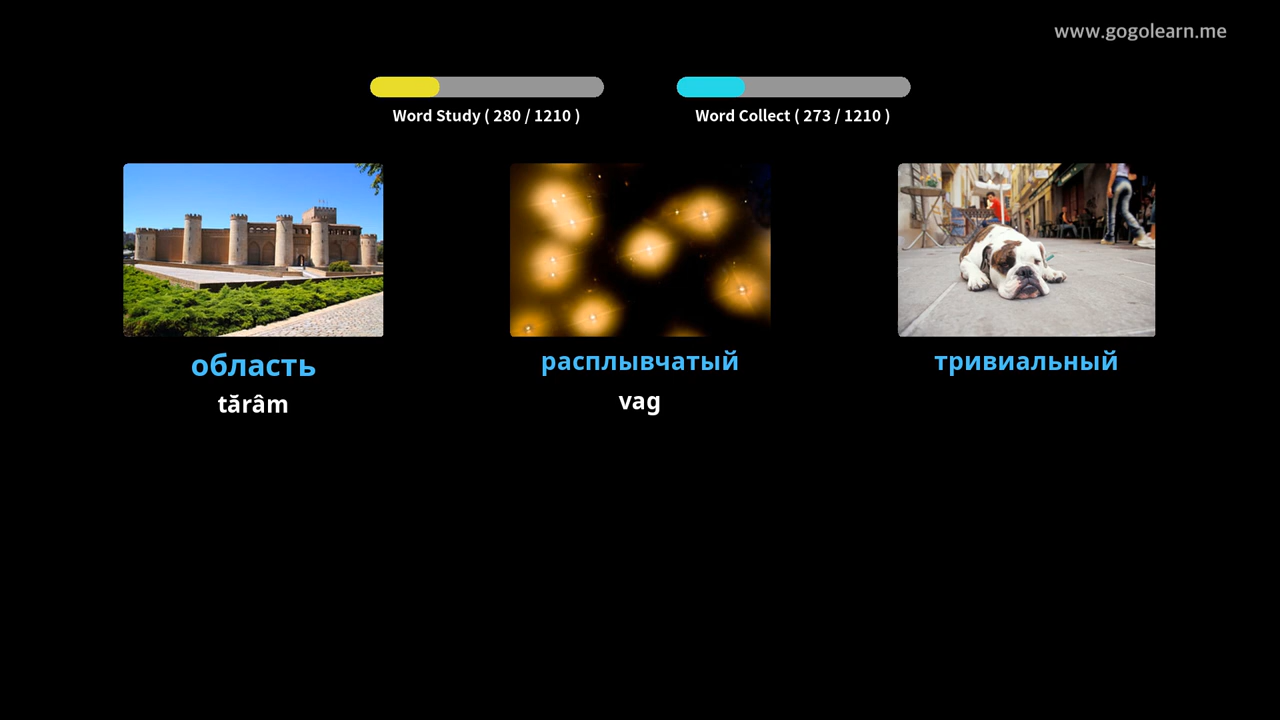 www.gogolearn.me
Word Study ( 280 / 1210 )
Word Collect ( 273 / 1210 )
область
расплывчатый
тривиальный
tărâm
vag